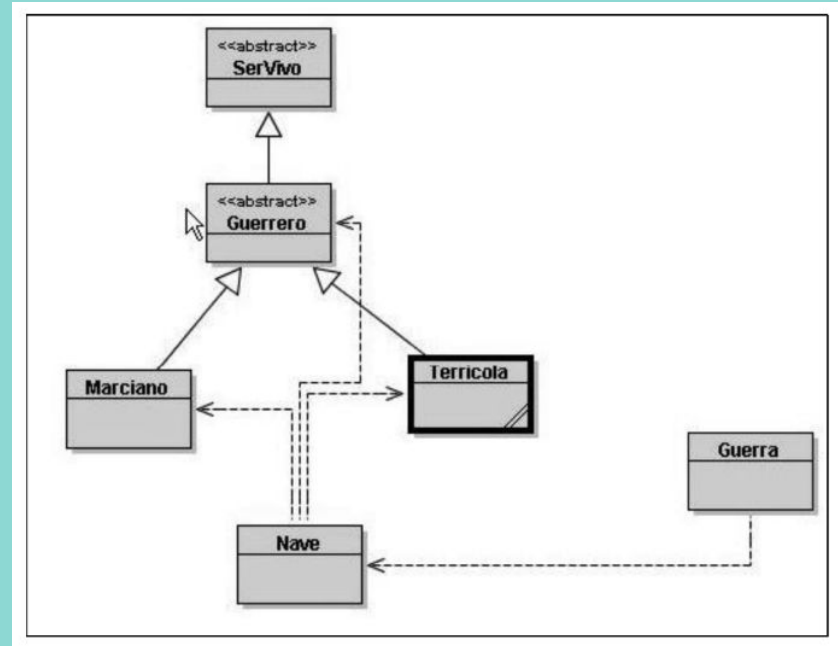 <<abstract>>
SerVivo
<<abstract>>
Guerrero
Marciano
Terricola
Guerra
Nave